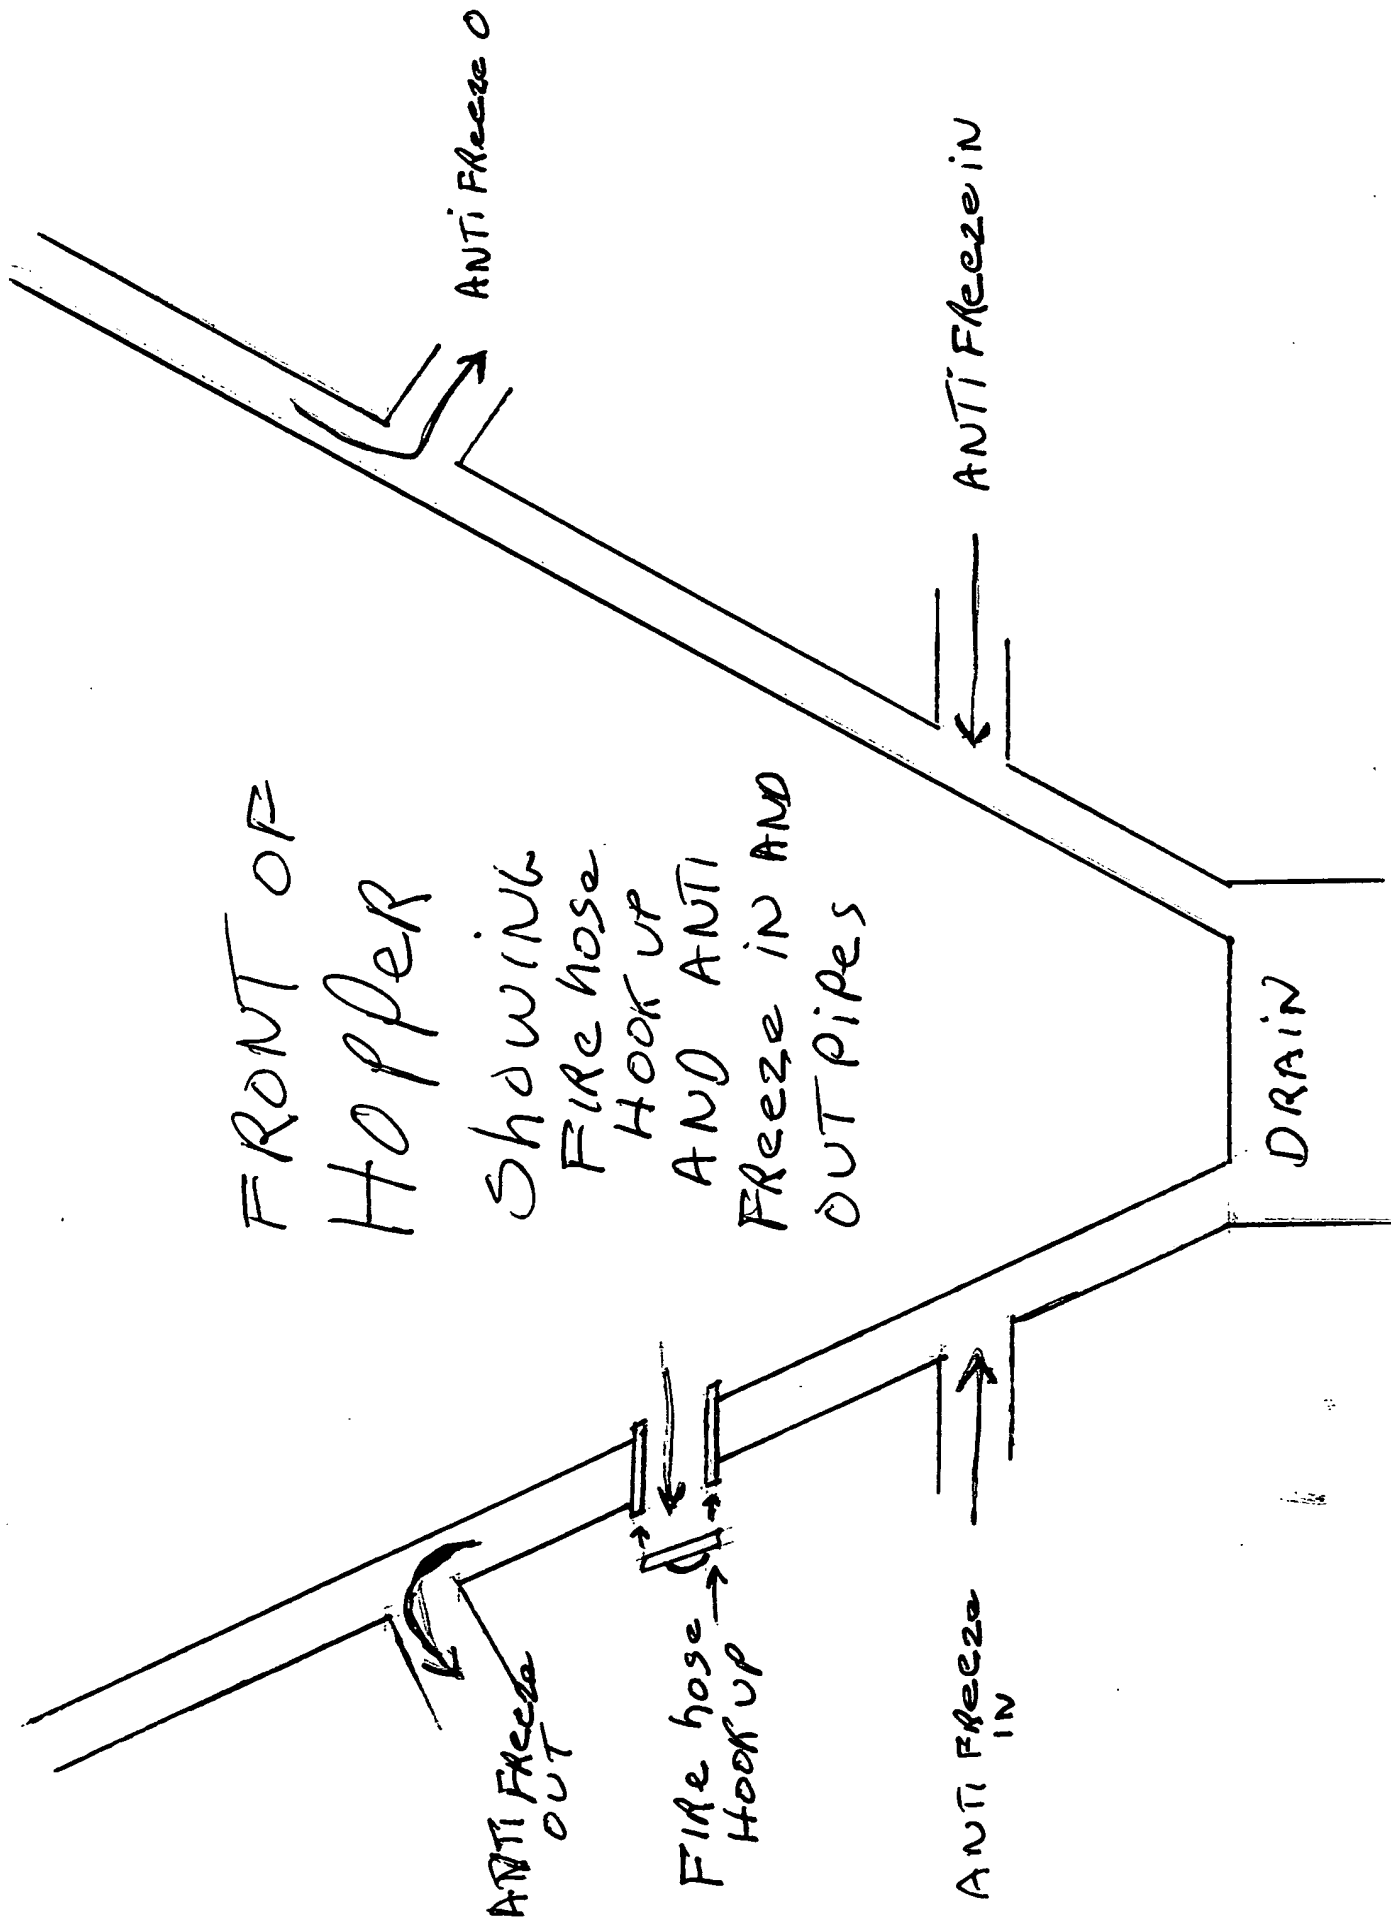 FRONT OF
HOPPeR
ShowiNG
FIRe hose
HOOK UP
AND ANTI
FReeze iN AND
OUT PiPes
ANTi FReeze
OUT
FIRe hose
HOOK UP
ANTi FReeze
IN
DRAiN
ANTi FReeze O
ANTi FReeze iN